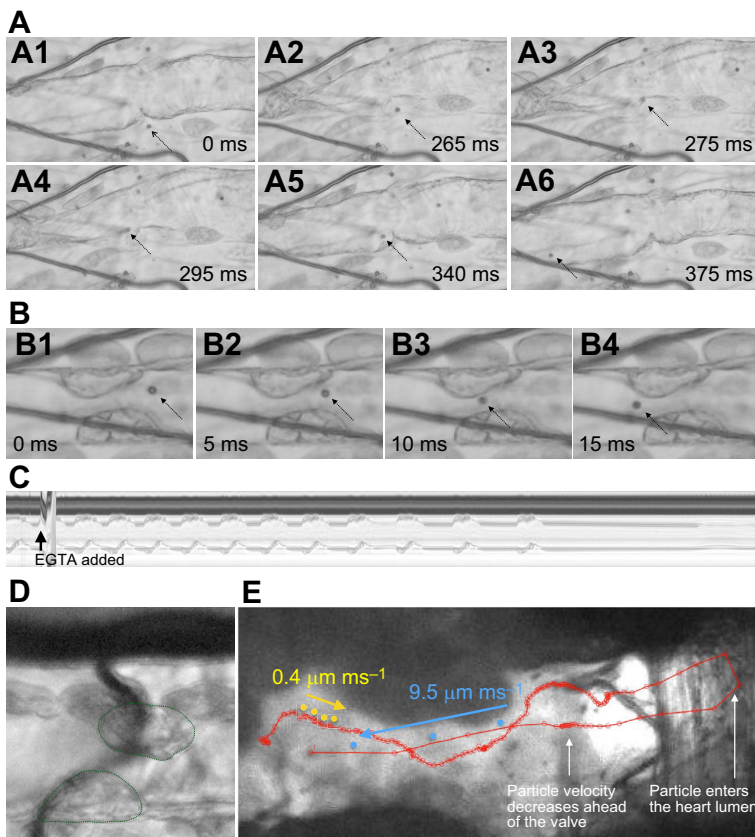 A
A1
0 ms
A2
265 ms
A3
275 ms
A4
295 ms
A5
340 ms
A6
375 ms
B
B1
0 ms
B2
5 ms
B3
10 ms
B4
15 ms
C
EGTA added
D
E
0.4 μm ms⁻¹
9.5 μm ms⁻¹
Particle velocity
decreases ahead
of the valve
Particle enters
the heart lumen